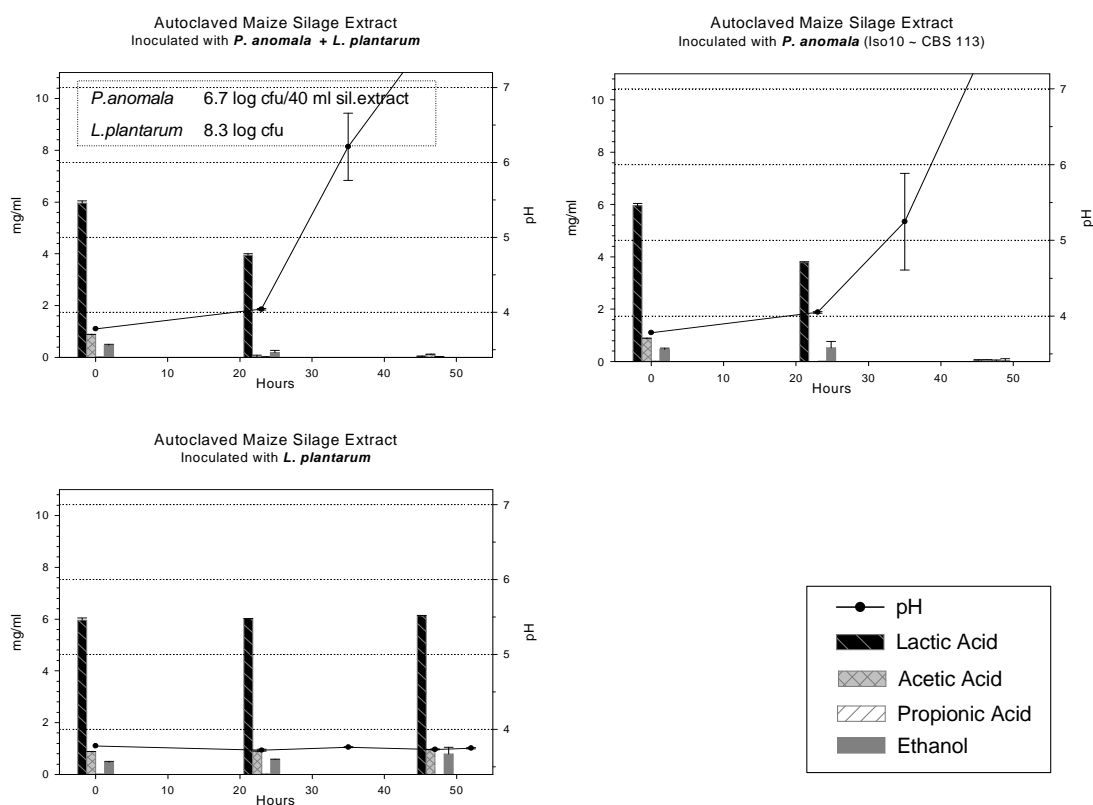 Autoclaved Maize Silage Extract
Inoculated with P. anomala + L. plantarum
P.anomala 6.7 log cfu/40 ml sil.extract
L.plantarum 8.3 log cfu
mg/ml
10
8
6
4
2
0
pH
7
6
5
4
0 10 20 30 40 50
Hours
Autoclaved Maize Silage Extract
Inoculated with P. anomala (Iso10 ~ CBS 113)
mg/ml
10
8
6
4
2
0
pH
7
6
5
4
0 10 20 30 40 50
Hours
Autoclaved Maize Silage Extract
Inoculated with L. plantarum
mg/ml
10
8
6
4
2
0
pH
7
6
5
4
0 10 20 30 40 50
Hours
pH
Lactic Acid
Acetic Acid
Propionic Acid
Ethanol